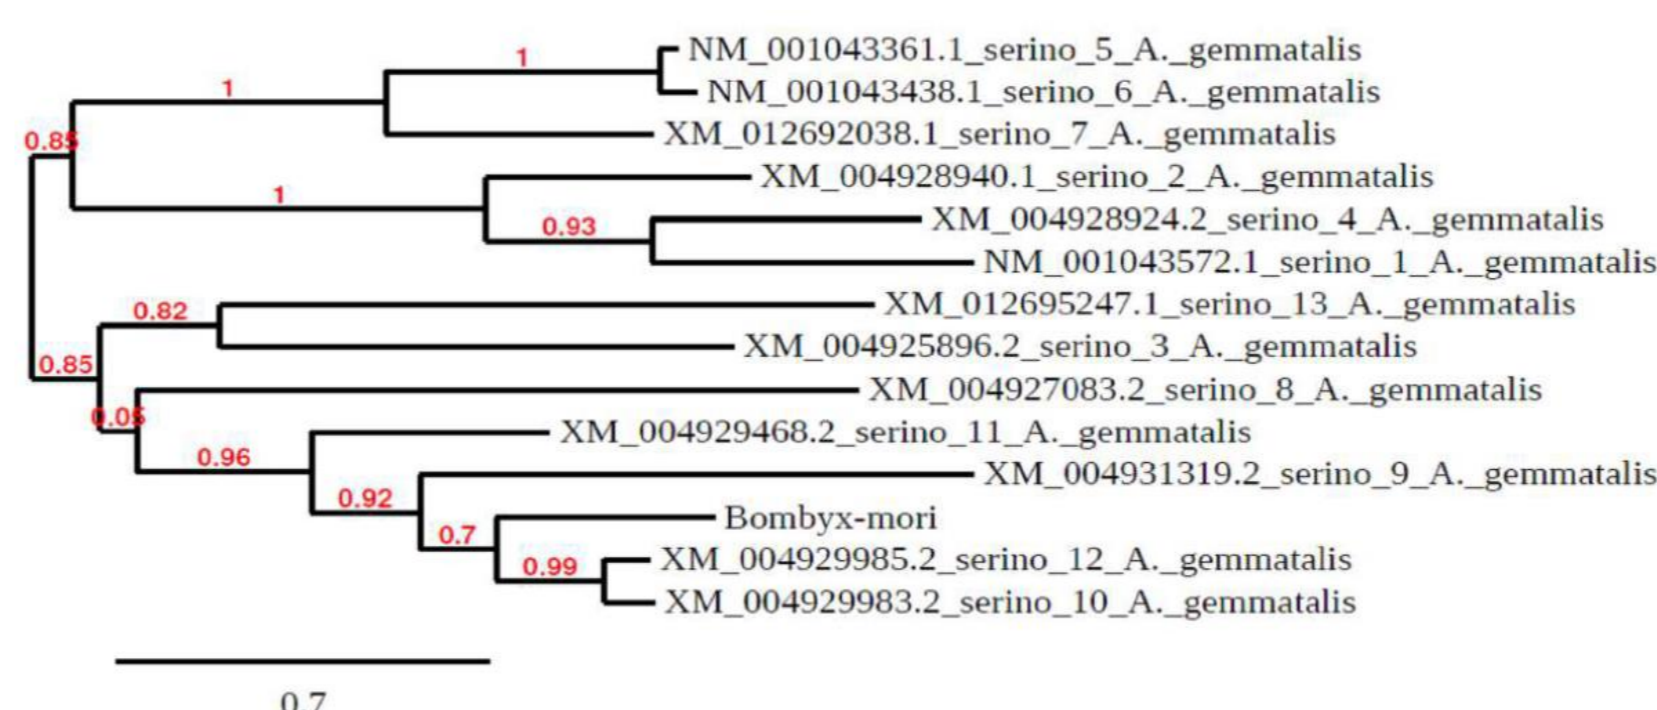 1
NM_001043361.1_serino_5_A._gemmatalis
1
NM_001043438.1_serino_6_A._gemmatalis
0.85
XM_012692038.1_serino_7_A._gemmatalis
XM_004928940.1_serino_2_A._gemmatalis
1
0.93
XM_004928924.2_serino_4_A._gemmatalis
NM_001043572.1_serino_1_A._gemmatalis
0.82
XM_012695247.1_serino_13_A._gemmatalis
XM_004925896.2_serino_3_A._gemmatalis
0.85
XM_004927083.2_serino_8_A._gemmatalis
0.05
XM_004929468.2_serino_11_A._gemmatalis
0.96
XM_004931319.2_serino_9_A._gemmatalis
0.92
Bombyx-mori
0.7
XM_004929985.2_serino_12_A._gemmatalis
0.99
XM_004929983.2_serino_10_A._gemmatalis
0.7